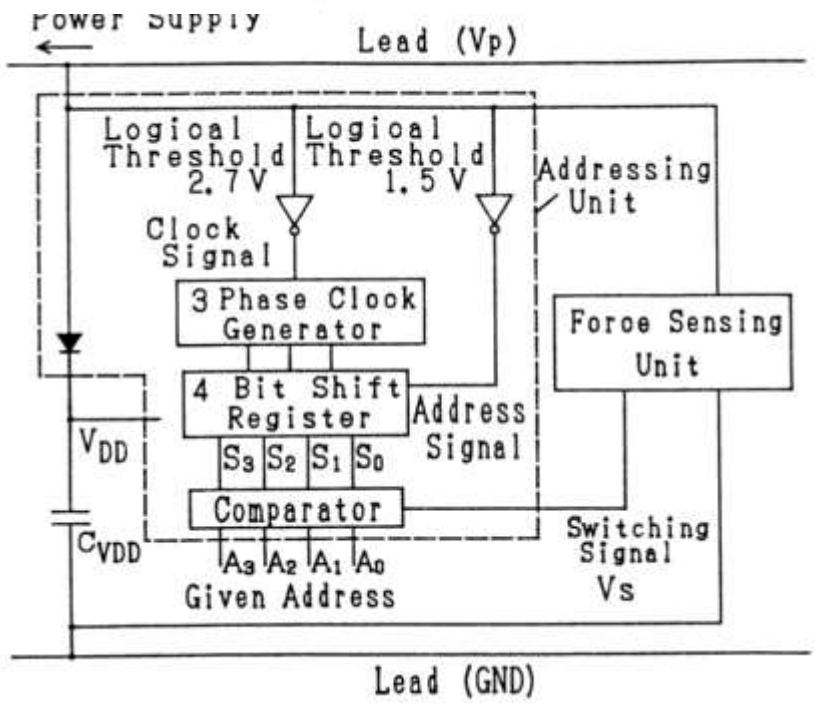 Power Supply
Lead (Vp)
Logical
Threshold
2.7V
Logical
Threshold
1.5V
Addressing
Unit
Clock
Signal
3 Phase Clock
Generator
Force Sensing
Unit
4 Bit Shift
Register
Address
Signal
VDD
S3 S2 S1 S0
Comparator
CVDD
Switching
Signal
Vs
A3 A2 A1 A0
Given Address
Lead (GND)